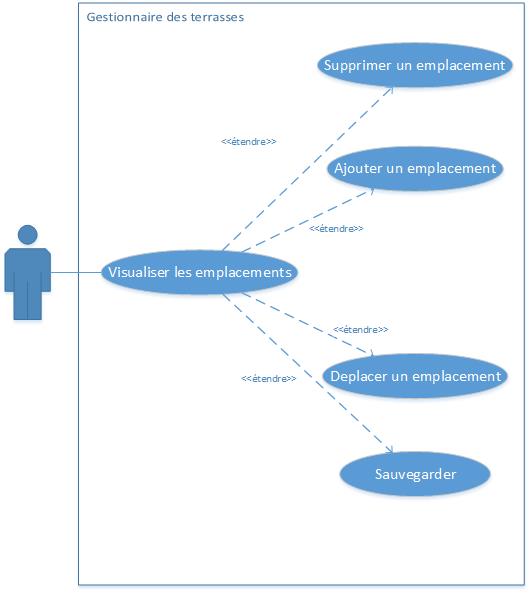 Gestionnaire des terrasses
Supprimer un emplacement
<<étendre>>
Ajouter un emplacement
<<étendre>>
Visualiser les emplacements
<<étendre>>
Deplacer un emplacement
<<étendre>>
Sauvegarder